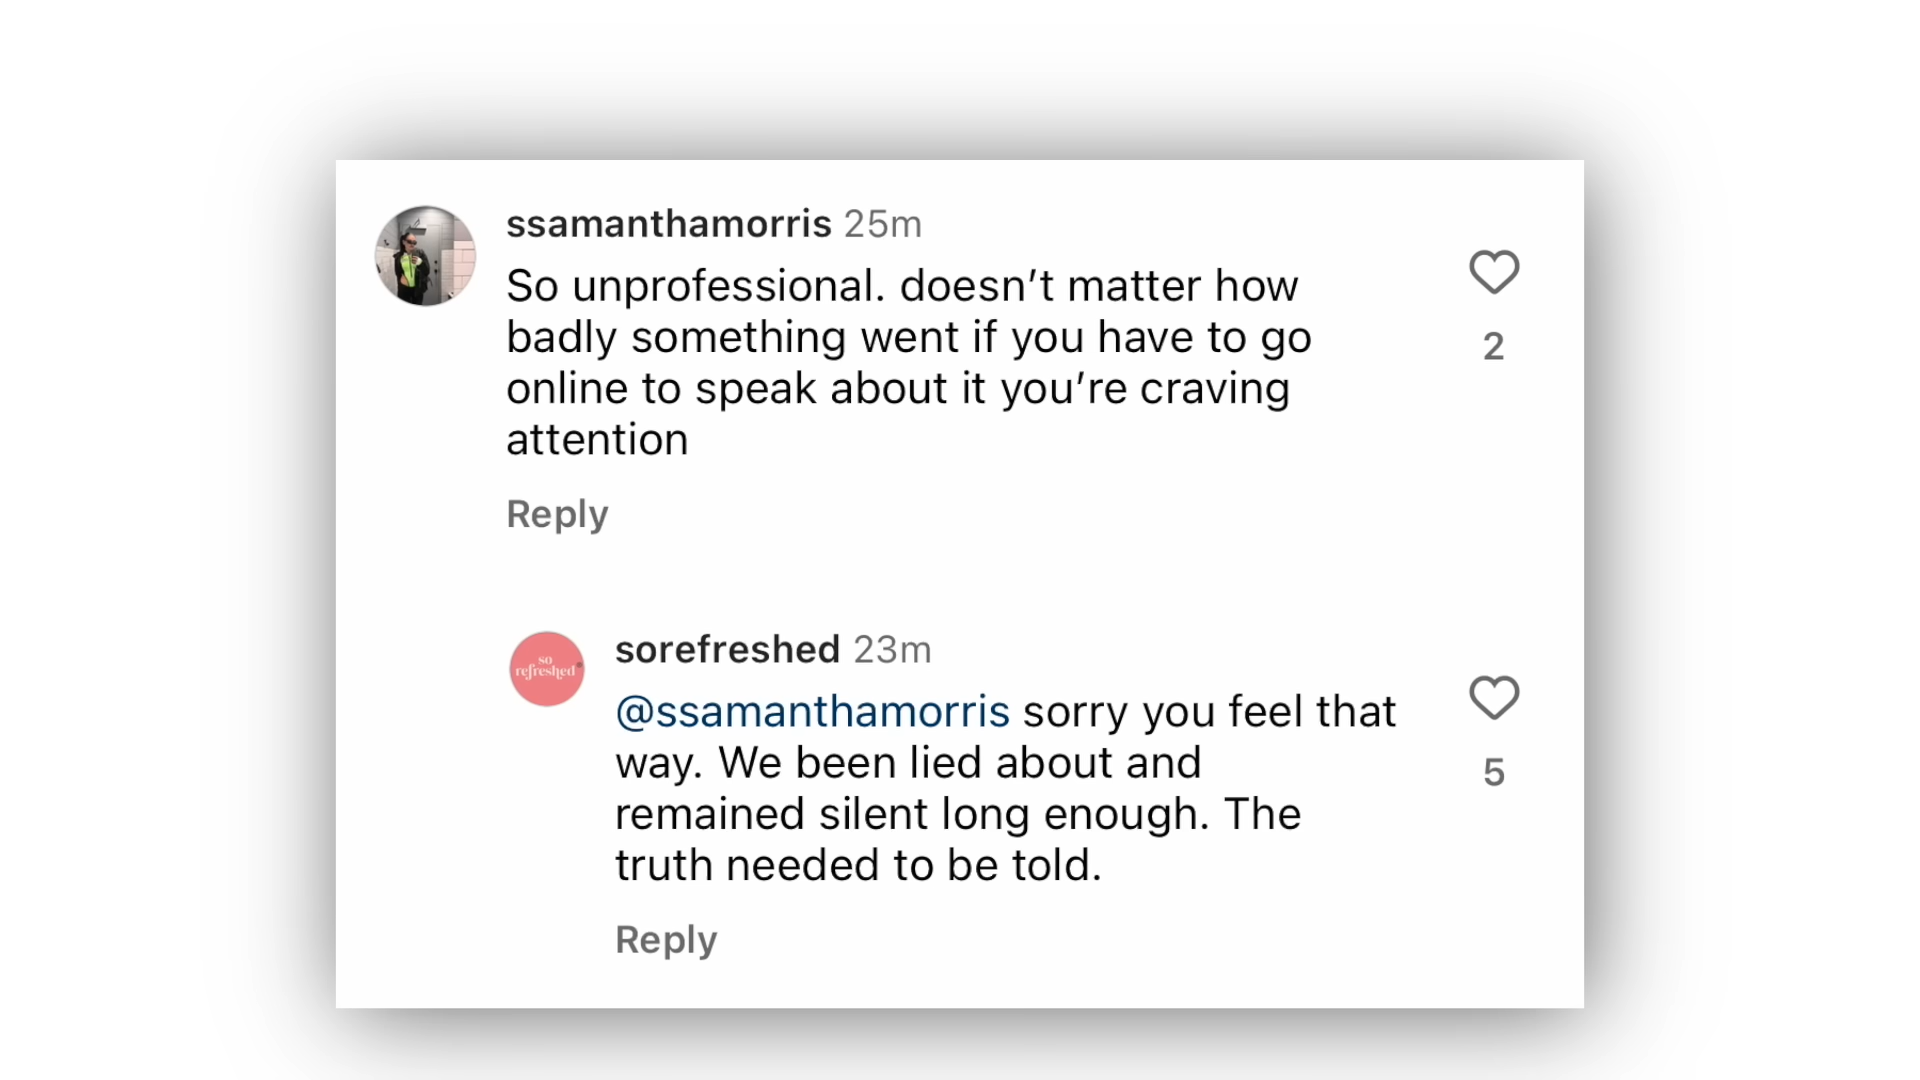 ssamanthamorris 25m
So unprofessional. doesn’t matter how
badly something went if you have to go
online to speak about it you’re craving
attention
2
Reply
so
refreshed
sorefreshed 23m
@ssamanthamorris sorry you feel that
way. We been lied about and
remained silent long enough. The
truth needed to be told.
5
Reply